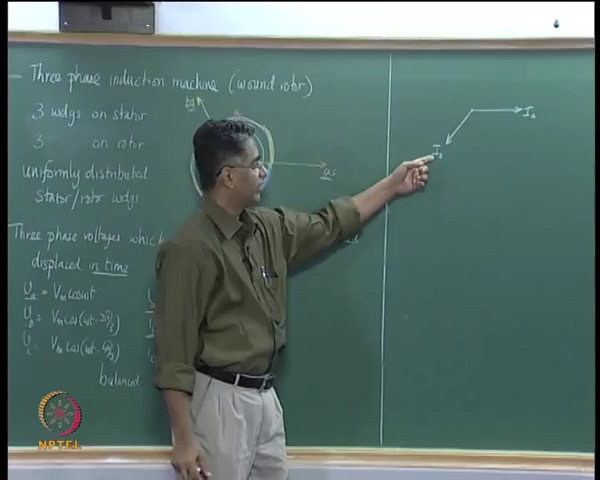 Three phase induction machine (wound rotor)
3 wdgs on stator
3 on rotor
uniformly distributed
stator/rotor wdgs
Three phase voltages
displaced in time
Va = Vm cos ωt
Vb = Vm cos(ωt - 2π/3)
Vc = Vm cos(ωt - 4π/3)
balanced
bs
as
Ia
Ib
NPTEL